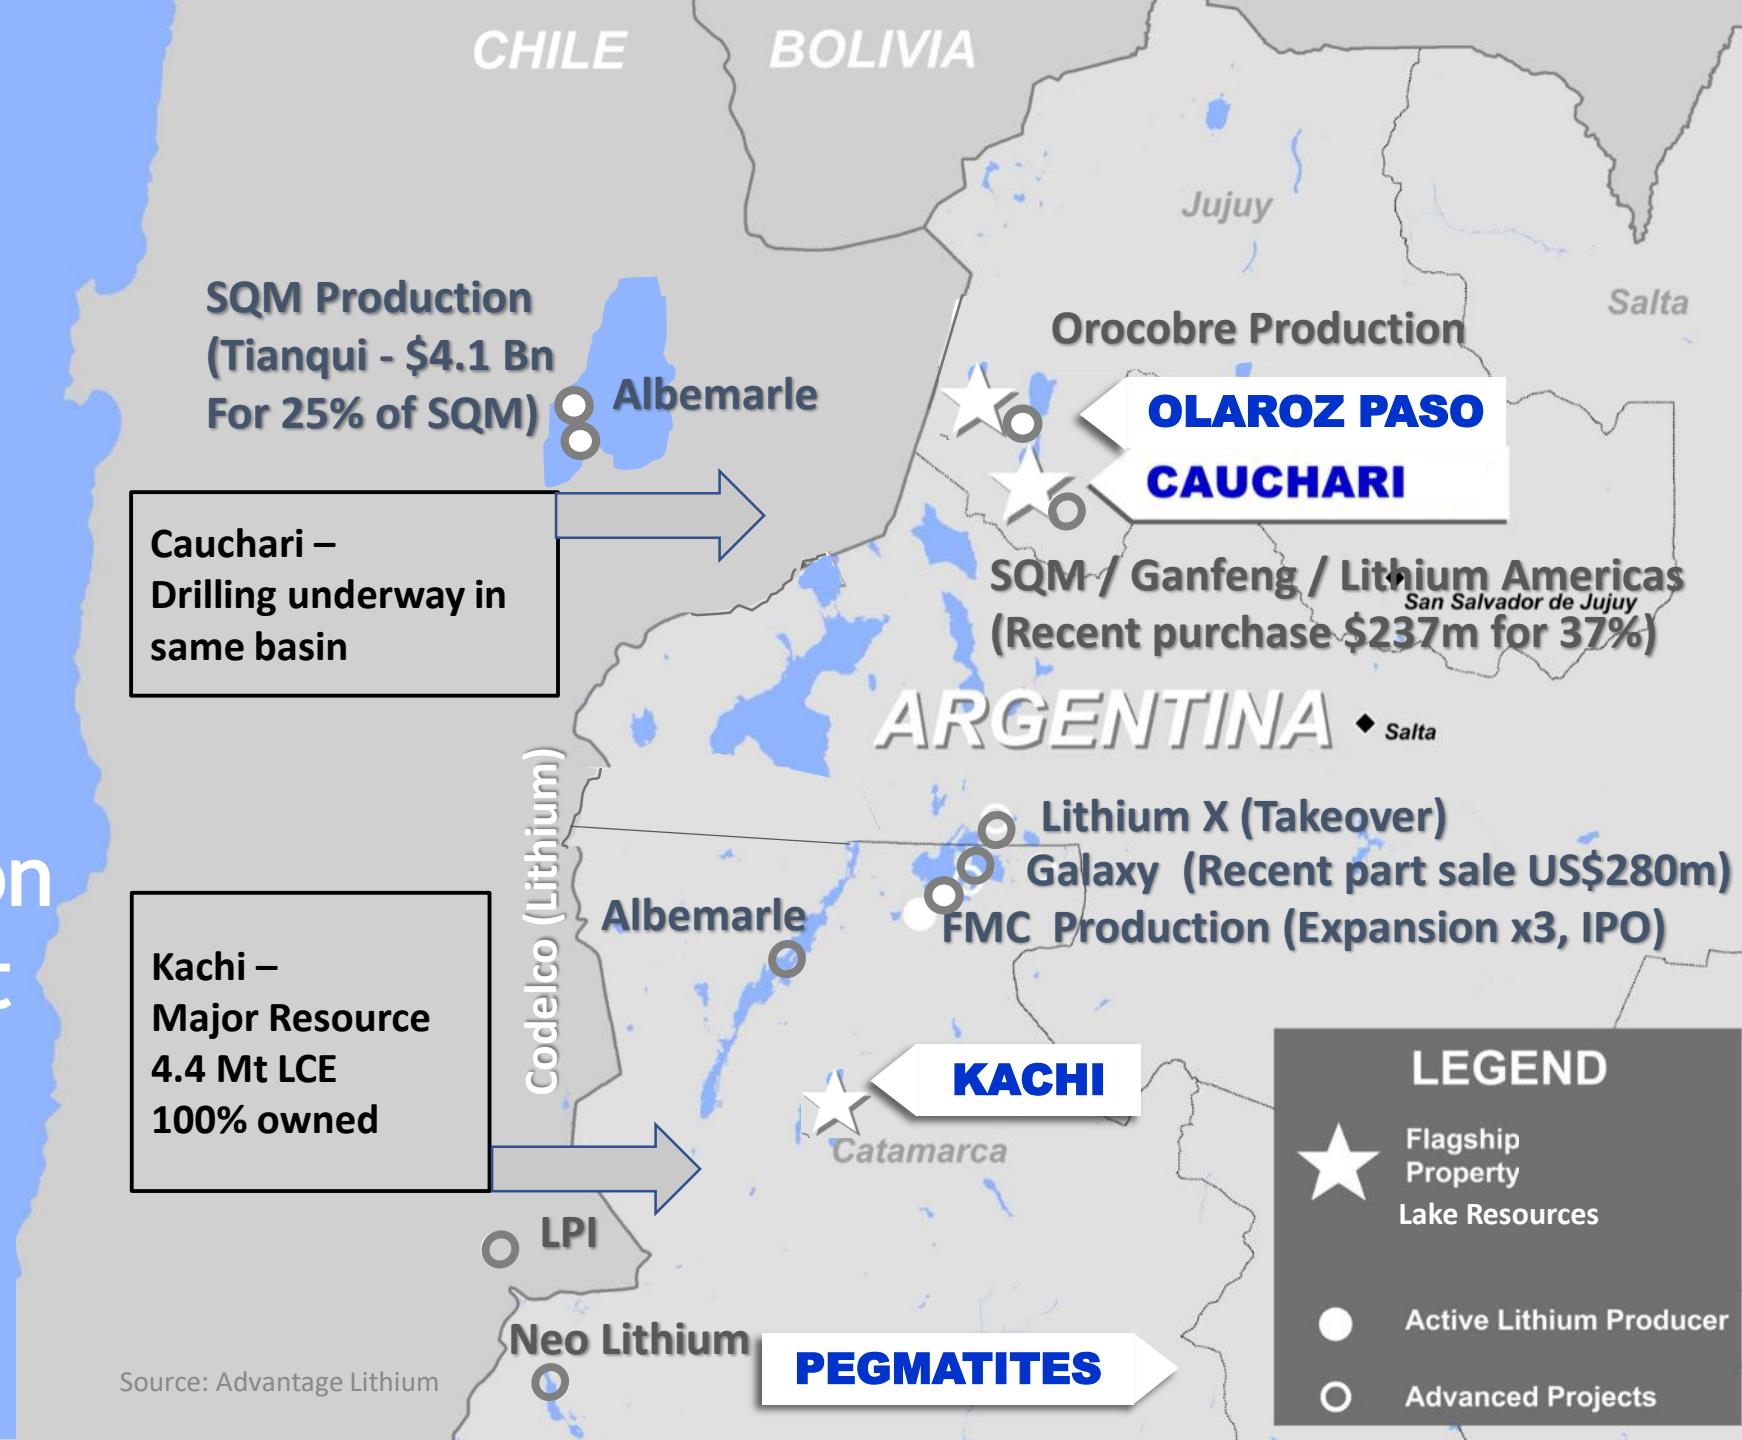 CHILE
BOLIVIA
Jujuy
Salta
SQM Production
(Tianqui - $4.1 Bn
For 25% of SQM)
Albemarle
Orocobre Production
OLAROZ PASO
CAUCHARI
Cauchari –
Drilling underway in
same basin
SQM / Ganfeng / Lithium Americas
San Salvador de Jujuy
(Recent purchase $237m for 37%)
ARGENTINA
Salta
Codelco (Lithium)
Lithium X (Takeover)
Galaxy (Recent part sale US$280m)
FMC Production (Expansion x3, IPO)
Albemarle
on
Kachi –
Major Resource
4.4 Mt LCE
100% owned
KACHI
Catamarca
LPI
Neo Lithium
PEGMATITES
Source: Advantage Lithium
LEGEND
Flagship
Property
Lake Resources
Active Lithium Producer
Advanced Projects